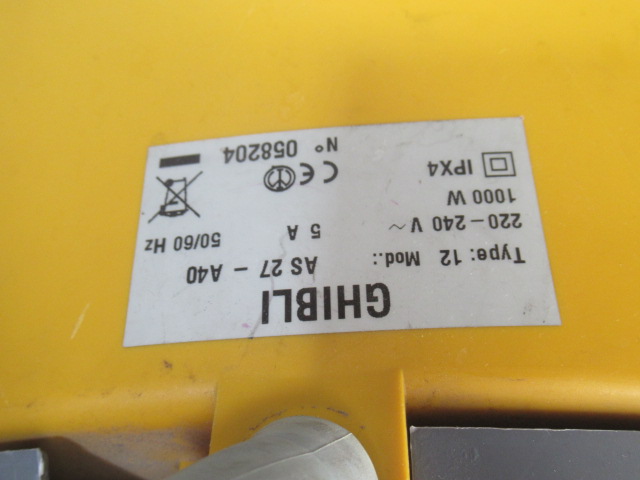 GHIBLI
Type: 12 Mod.: AS 27 - A40
220-240 V ~ 5 A 50/60 Hz
1000 W
IPX4 CE
N° 058204